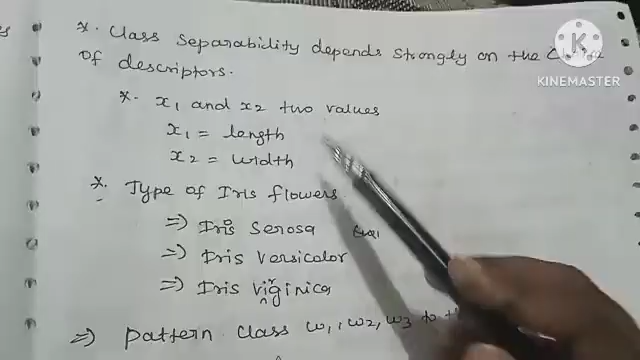 *. Class Separability depends strongly on the
of descriptors.
*. x1 and x2 two values
x1 = length
x2 = width
*. Type of Iris flowers
=> Iris Serosa
=> Iris Versicolor
=> Iris virginica
=> pattern class ω1, ω2, ω3 to
KINEMASTER